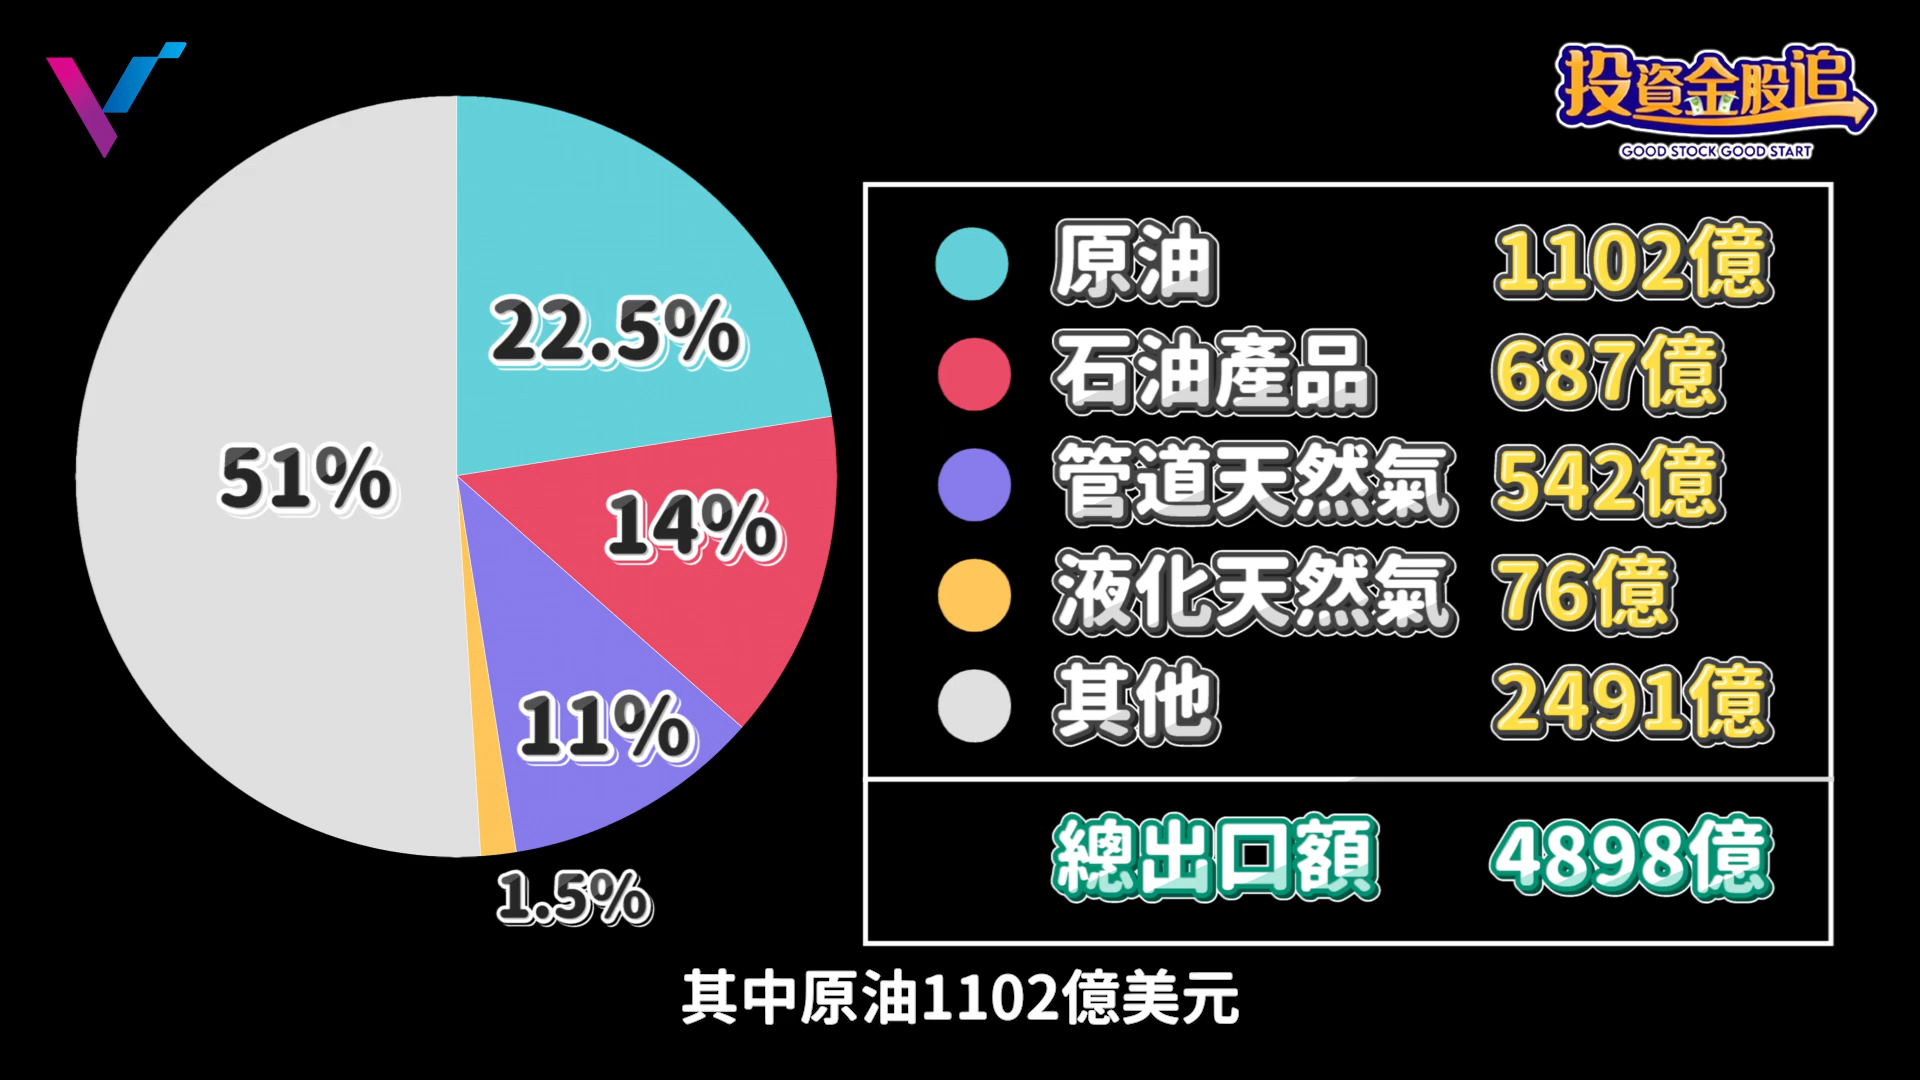 投資金股追
GOOD STOCK GOOD START
22.5%
51%
14%
11%
1.5%
原油 1102億
石油產品 687億
管道天然氣 542億
液化天然氣 76億
其他 2491億
總出口額 4898億
其中原油1102億美元